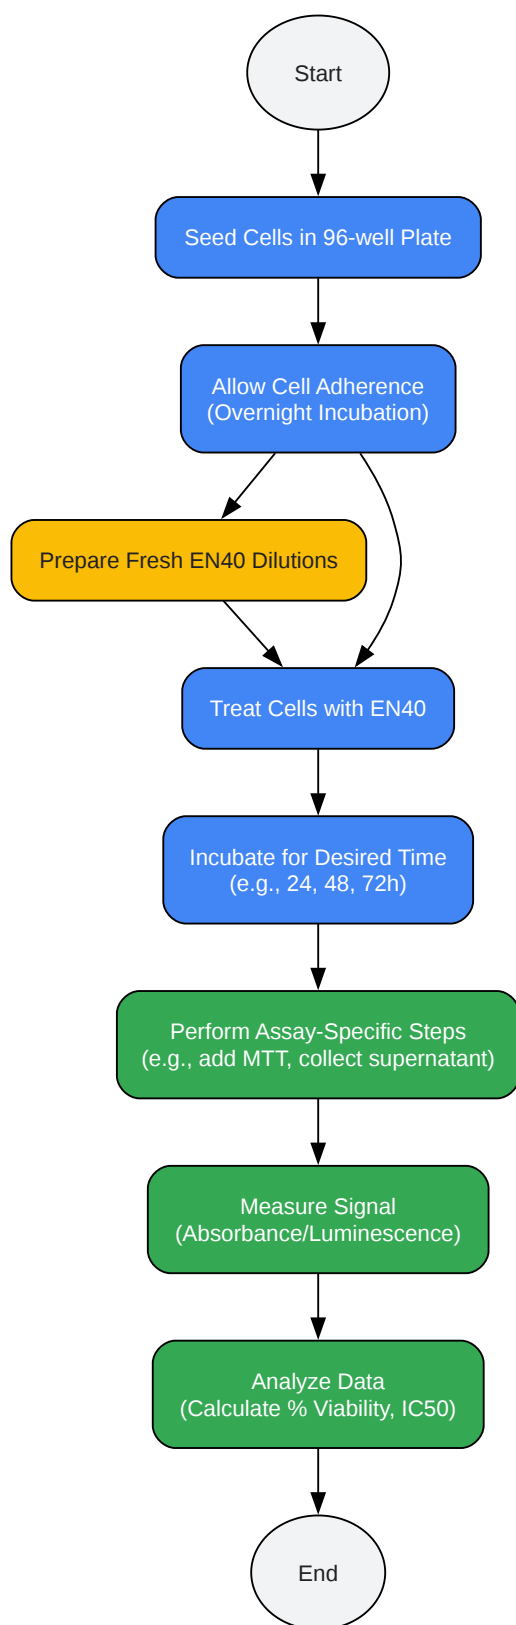 Start
Seed Cells in 96-well Plate
Allow Cell Adherence
(Overnight Incubation)
Prepare Fresh EN40 Dilutions
Treat Cells with EN40
Incubate for Desired Time
(e.g., 24, 48, 72h)
Perform Assay-Specific Steps
(e.g., add MTT, collect supernatant)
Measure Signal
(Absorbance/Luminescence)
Analyze Data
(Calculate % Viability, IC50)
End